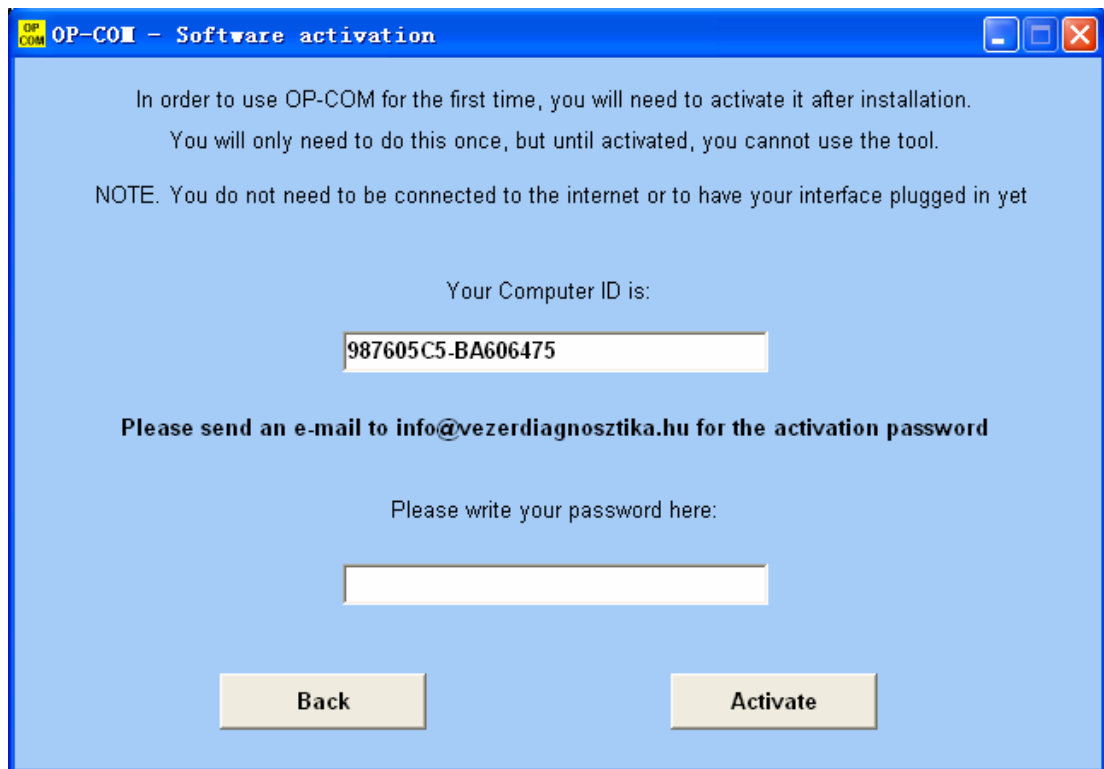 OP
COM
OP-COM - Software activation
In order to use OP-COM for the first time, you will need to activate it after installation.
You will only need to do this once, but until activated, you cannot use the tool.
NOTE. You do not need to be connected to the internet or to have your interface plugged in yet
Your Computer ID is:
987605C5-BA606475
Please send an e-mail to info@vezerdiagnosztika.hu for the activation password
Please write your password here:
Back Activate